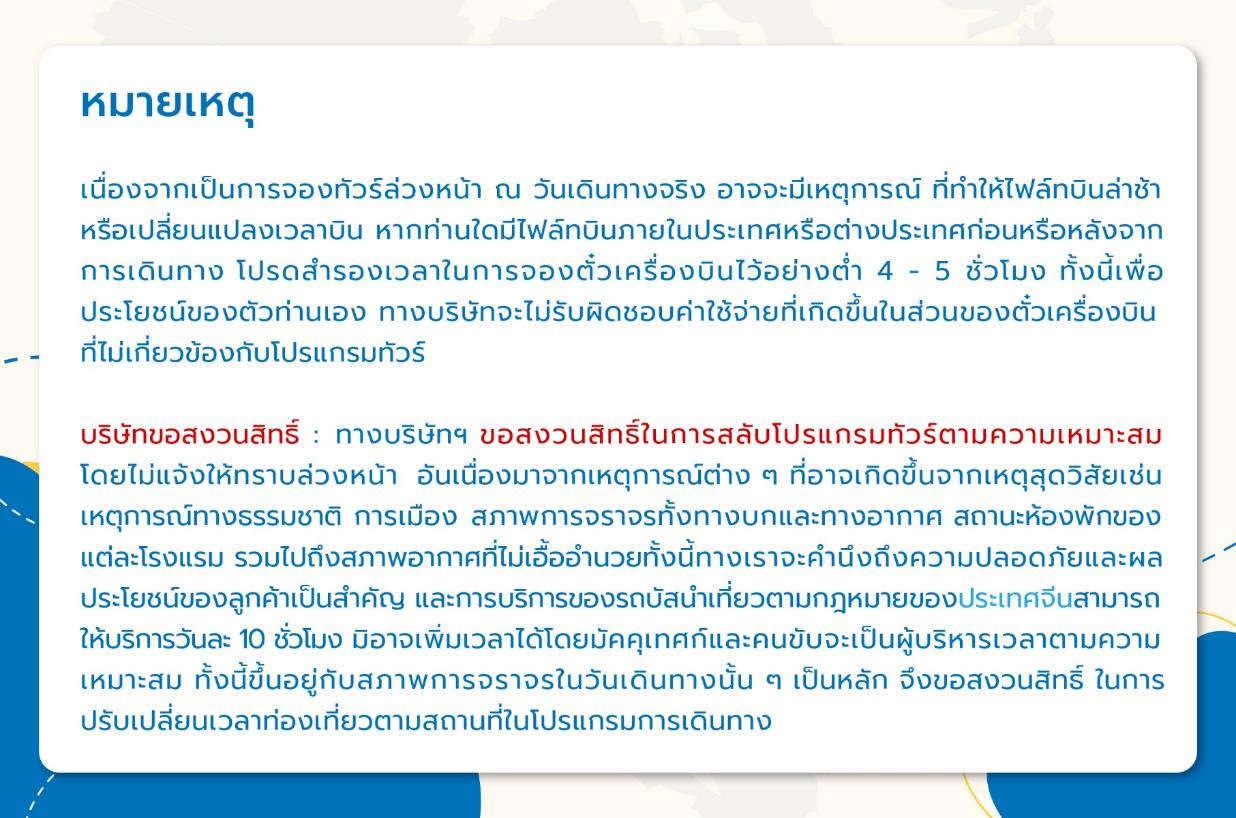 หมายเหตุ
เนื่องจากเป็นการจองทัวร์ล่วงหน้า ณ วันเดินทางจริง อาจจะมีเหตุการณ์ ที่ทำให้ไฟล์ทบินล่าช้า
หรือเปลี่ยนแปลงเวลาบิน หากท่านใดมีไฟล์ทบินภายในประเทศหรือต่างประเทศก่อนหรือหลังจาก
การเดินทาง โปรดสำรองเวลาในการจองตั๋วเครื่องบินไว้อย่างต่ำ 4 - 5 ชั่วโมง ทั้งนี้เพื่อ
ประโยชน์ของตัวท่านเอง ทางบริษัทจะไม่รับผิดชอบค่าใช้จ่ายที่เกิดขึ้นในส่วนของตั๋วเครื่องบิน
ที่ไม่เกี่ยวข้องกับโปรแกรมทัวร์
บริษัทขอสงวนสิทธิ์ : ทางบริษัทฯ ขอสงวนสิทธิ์ในการสลับโปรแกรมทัวร์ตามความเหมาะสม
โดยไม่แจ้งให้ทราบล่วงหน้า อันเนื่องมาจากเหตุการณ์ต่าง ๆ ที่อาจเกิดขึ้นจากเหตุสุดวิสัยเช่น
เหตุการณ์ทางธรรมชาติ การเมือง สภาพการจราจรทั้งทางบกและทางอากาศ สถานะห้องพักของ
แต่ละโรงแรม รวมไปถึงสภาพอากาศที่ไม่เอื้ออำนวยทั้งนี้ทางเราจะคำนึงถึงความปลอดภัยและผล
ประโยชน์ของลูกค้าเป็นสำคัญ และการบริการของรถบัสนำเที่ยวตามกฎหมายของประเทศจีนสามารถ
ให้บริการวันละ 10 ชั่วโมง มิอาจเพิ่มเวลาได้โดยมัคคุเทศก์และคนขับจะเป็นผู้บริหารเวลาตามความ
เหมาะสม ทั้งนี้ขึ้นอยู่กับสภาพการจราจรในวันเดินทางนั้น ๆ เป็นหลัก จึงขอสงวนสิทธิ์ ในการ
ปรับเปลี่ยนเวลาท่องเที่ยวตามสถานที่ในโปรแกรมการเดินทาง